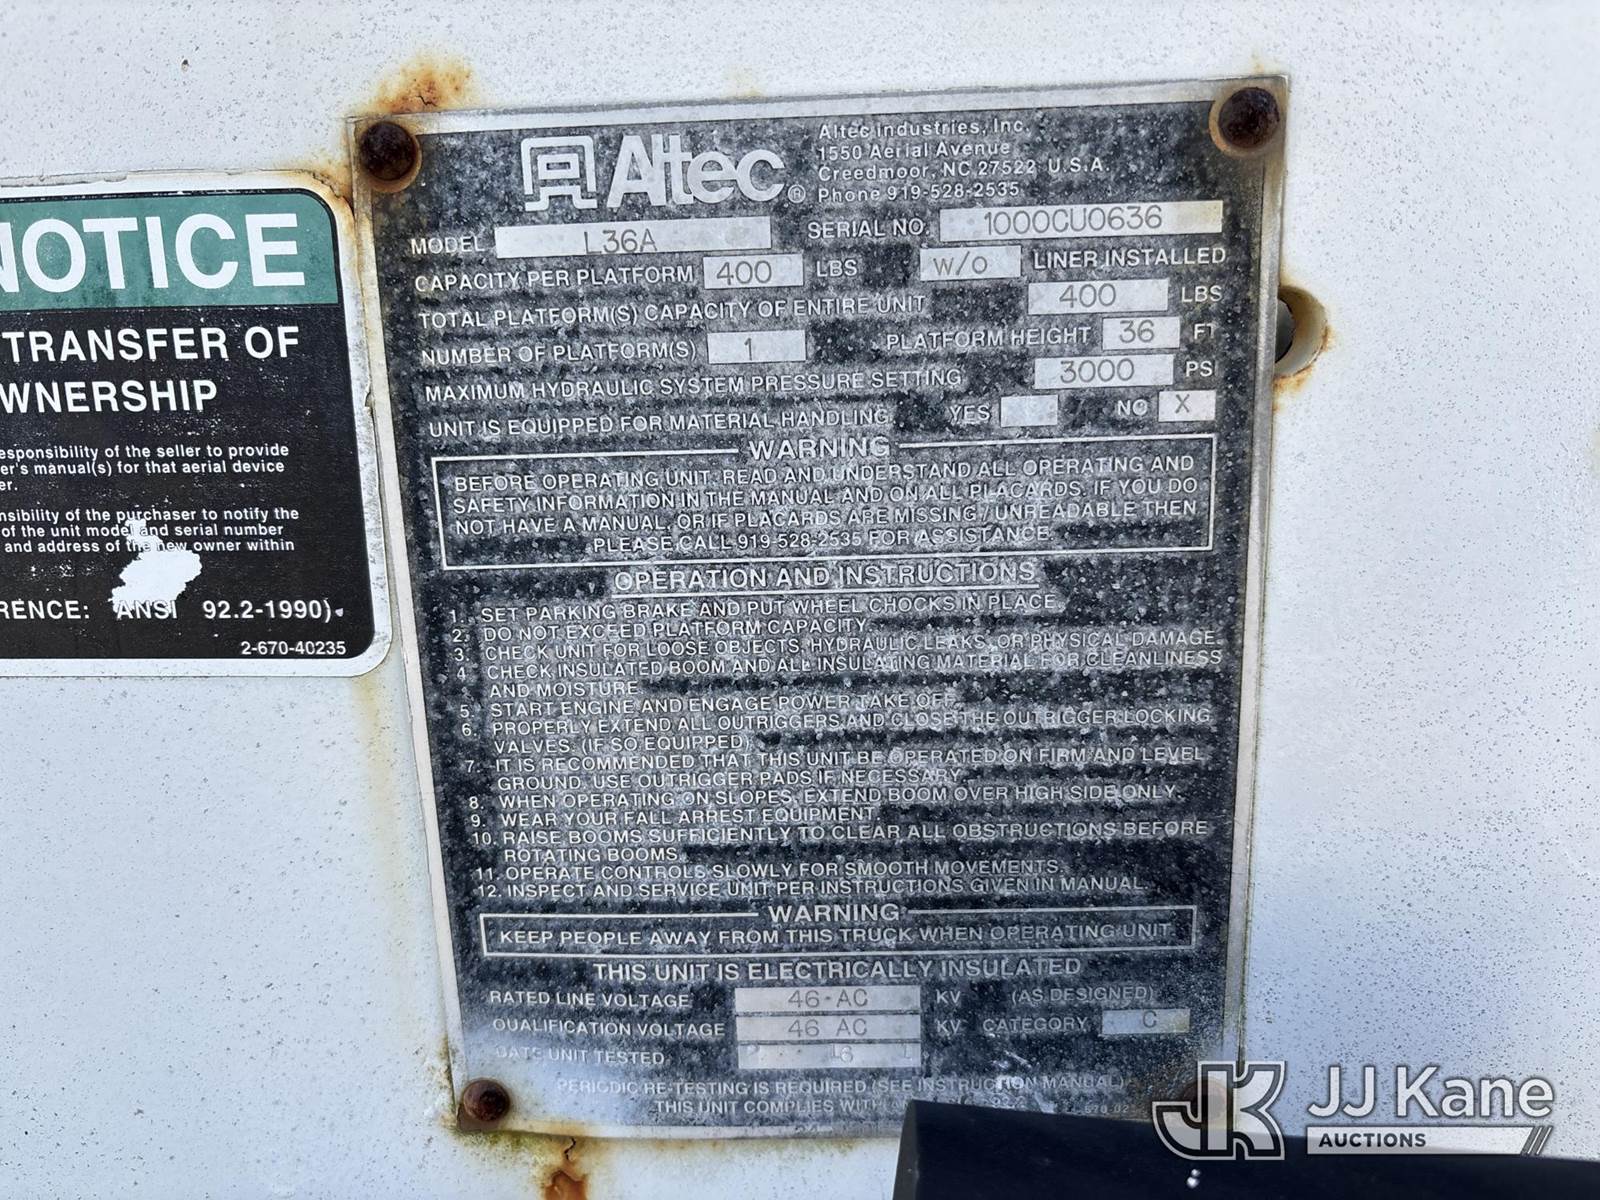 NOTICE
TRANSFER OF
WNERSHIP
esponsibility of the seller to provide
er's manual(s) for that aerial device
er.
nsibility of the purchaser to notify the
of the unit model and serial number
and address of the new owner within
RENCE: ANSI 92.2-1990).
2-670-40235
Altec®
Altec Industries, Inc.
1550 Aerial Avenue
Creedmoor, NC 27522 U.S.A.
Phone 919-528-2535
MODEL L36A SERIAL NO. 1000CU0636
CAPACITY PER PLATFORM 400 LBS W/O LINER INSTALLED
TOTAL PLATFORM(S) CAPACITY OF ENTIRE UNIT 400 LBS
NUMBER OF PLATFORM(S) 1 PLATFORM HEIGHT 36 FT
MAXIMUM HYDRAULIC SYSTEM PRESSURE SETTING 3000 PSI
UNIT IS EQUIPPED FOR MATERIAL HANDLING YES NO X
WARNING
BEFORE OPERATING UNIT: READ AND UNDERSTAND ALL OPERATING AND
SAFETY INFORMATION IN THE MANUAL AND ON ALL PLACARDS. IF YOU DO
NOT HAVE A MANUAL, OR IF PLACARDS ARE MISSING / UNREADABLE THEN
PLEASE CALL 919-528-2535 FOR ASSISTANCE.
OPERATION AND INSTRUCTIONS
1. SET PARKING BRAKE AND PUT WHEEL CHOCKS IN PLACE.
2. DO NOT EXCEED PLATFORM CAPACITY.
3. CHECK UNIT FOR LOOSE OBJECTS, HYDRAULIC LEAKS, OR PHYSICAL DAMAGE.
4. CHECK INSULATED BOOM AND ALL INSULATING MATERIAL FOR CLEANLINESS
AND MOISTURE.
5. START ENGINE AND ENGAGE POWER TAKE OFF.
6. PROPERLY EXTEND ALL OUTRIGGERS AND CLOSE THE OUTRIGGER LOCKING
VALVES. (IF SO EQUIPPED)
7. IT IS RECOMMENDED THAT THIS UNIT BE OPERATED ON FIRM AND LEVEL
GROUND. USE OUTRIGGER PADS IF NECESSARY.
8. WHEN OPERATING ON SLOPES, EXTEND BOOM OVER HIGH SIDE ONLY.
9. WEAR YOUR FALL ARREST EQUIPMENT.
10. RAISE BOOMS SUFFICIENTLY TO CLEAR ALL OBSTRUCTIONS BEFORE
ROTATING BOOMS.
11. OPERATE CONTROLS SLOWLY FOR SMOOTH MOVEMENTS.
12. INSPECT AND SERVICE UNIT PER INSTRUCTIONS GIVEN IN MANUAL.
WARNING
KEEP PEOPLE AWAY FROM THIS TRUCK WHEN OPERATING UNIT
THIS UNIT IS ELECTRICALLY INSULATED
RATED LINE VOLTAGE 46 AC KV (AS DESIGNED)
QUALIFICATION VOLTAGE 46 AC KV CATEGORY C
DATE UNIT TESTED
PERIODIC RE-TESTING IS REQUIRED (SEE INSTRUCTION MANUAL)
THIS UNIT COMPLIES WITH
JK JJ Kane
AUCTIONS